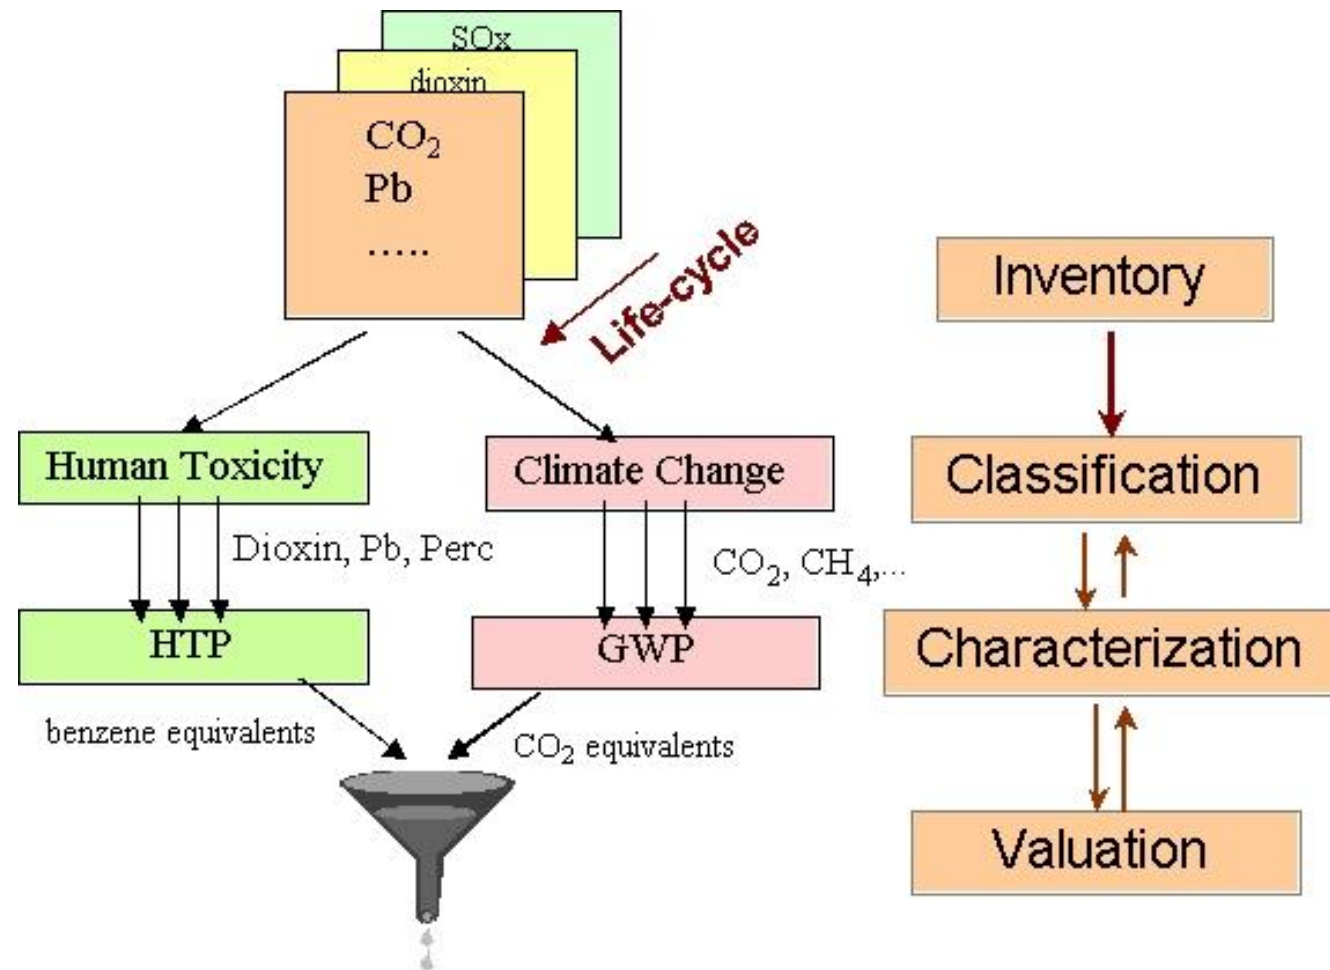 SOx
dioxin
CO₂
Pb
.....
Life-cycle
Human Toxicity
Climate Change
Dioxin, Pb, Perc
CO₂, CH₄,...
HTP
GWP
benzene equivalents
CO₂ equivalents
Inventory
Classification
Characterization
Valuation